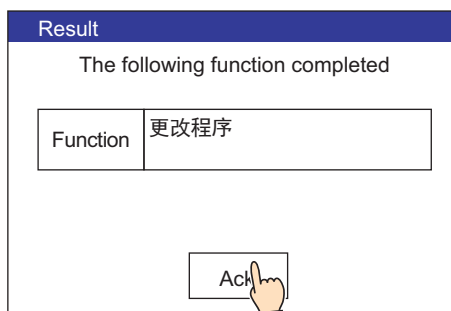 Result
The following function completed
Function
更改程序
Ack